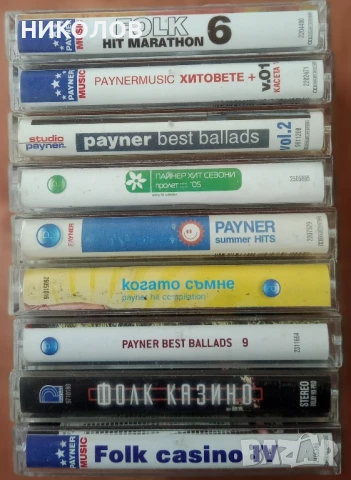 НИКОЛОВ
PAYNER
MUSIC
FOLK 6
HIT MARATHON
PAYNER
MUSIC
PAYNERMUSIC ХИТОВЕТЕ + v.01
КАСЕТА
studio
payner
payner best ballads vol.2
ПАЙНЕР ХИТ СЕЗОНИ
пролет '05
PAYNER
PAYNER
summer HITS
когато съмне
payner hit compilation
PAYNER BEST BALLADS 9
ФОЛК КАЗИНО
STEREO
PAYNER
MUSIC
Folk casino IV